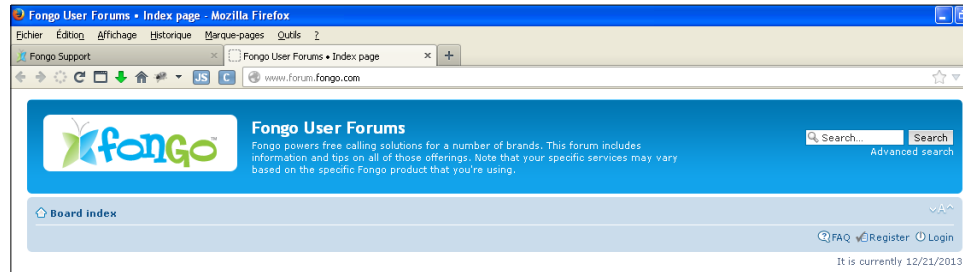 Fongo User Forums • Index page - Mozilla Firefox
Fichier Édition Affichage Historique Marque-pages Outils ?
Fongo Support Fongo User Forums • Index page
JS C www.forum.fongo.com
fongo™ Fongo User Forums
Fongo powers free calling solutions for a number of brands. This forum includes
information and tips on all of those offerings. Note that your specific services may vary
based on the specific Fongo product that you're using.
Search... Search
Advanced search
Board index A
FAQ Register Login
It is currently 12/21/2013